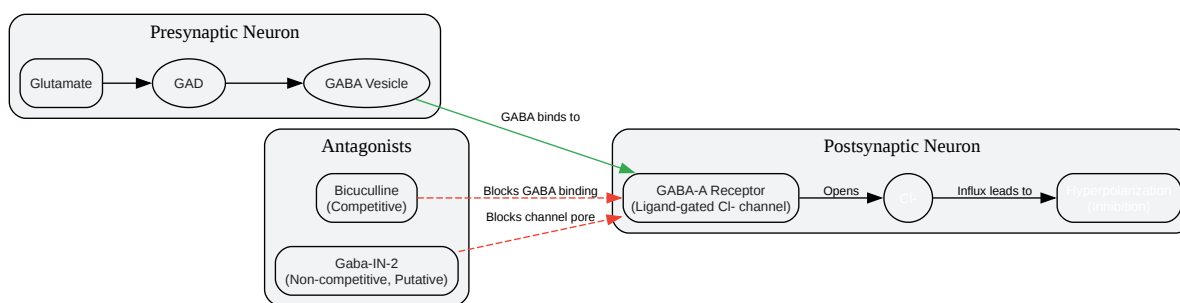 Presynaptic Neuron
Glutamate
GAD
GABA Vesicle
GABA binds to
Antagonists
Bicuculline
(Competitive)
Blocks GABA binding
Gaba-IN-2
(Non-competitive, Putative)
Blocks channel pore
Postsynaptic Neuron
GABA-A Receptor
(Ligand-gated Cl- channel)
Opens
Cl-
Influx leads to
Hyperpolarization
(Inhibition)